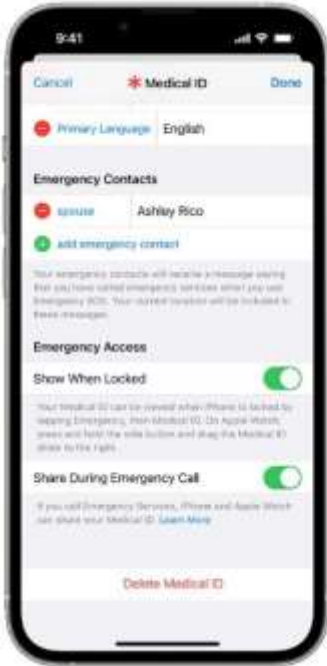 9:41
Cancel Medical ID Done
Primary Language English
Emergency Contacts
spouse Ashley Rico
add emergency contact
Your emergency contacts will receive a message saying
that you have called emergency services when you use
Emergency SOS. Your current location will be included in
these messages.
Emergency Access
Show When Locked
Your Medical ID can be viewed when iPhone is locked by
tapping Emergency, then Medical ID. On Apple Watch,
press and hold the side button and drag the Medical ID
slider to the right.
Share During Emergency Call
If you call Emergency Services, iPhone and Apple Watch
can share your Medical ID. Learn More
Delete Medical ID